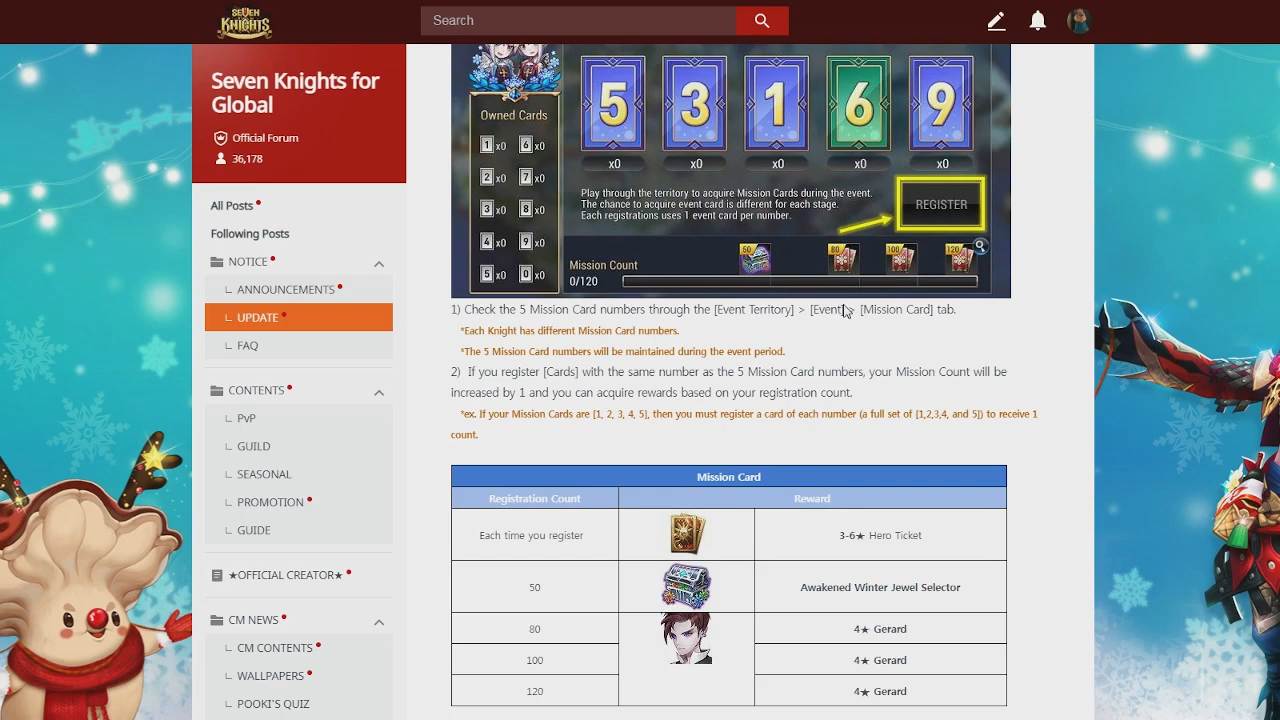 SEVEN
KNIGHTS
Search
Seven Knights for
Global
Official Forum
36,178
All Posts
Following Posts
NOTICE
ANNOUNCEMENTS
UPDATE
FAQ
CONTENTS
PvP
GUILD
SEASONAL
PROMOTION
GUIDE
★OFFICIAL CREATOR★
CM NEWS
CM CONTENTS
WALLPAPERS
POOKI'S QUIZ
Owned Cards
1 x0 6 x0
2 x0 7 x0
3 x0 8 x0
4 x0 9 x0
5 x0 0 x0
5 3 1 6 9
x0 x0 x0 x0 x0
Play through the territory to acquire Mission Cards during the event.
The chance to acquire event card is different for each stage.
Each registrations uses 1 event card per number.
REGISTER
50 80 100 120
Mission Count
0/120
1) Check the 5 Mission Card numbers through the [Event Territory] > [Event] > [Mission Card] tab.
*Each Knight has different Mission Card numbers.
*The 5 Mission Card numbers will be maintained during the event period.
2) If you register [Cards] with the same number as the 5 Mission Card numbers, your Mission Count will be
increased by 1 and you can acquire rewards based on your registration count.
*ex. If your Mission Cards are [1, 2, 3, 4, 5], then you must register a card of each number (a full set of [1,2,3,4, and 5]) to receive 1
count.
Mission Card
Registration Count Reward
Each time you register 3-6★ Hero Ticket
50 Awakened Winter Jewel Selector
80 4★ Gerard
100 4★ Gerard
120 4★ Gerard